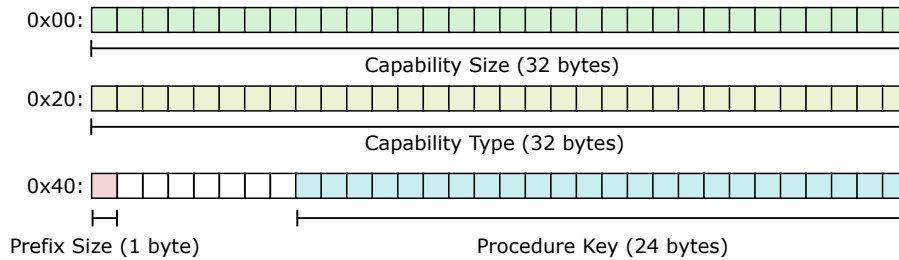 0x00:
Capability Size (32 bytes)
0x20:
Capability Type (32 bytes)
0x40:
Prefix Size (1 byte) Procedure Key (24 bytes)